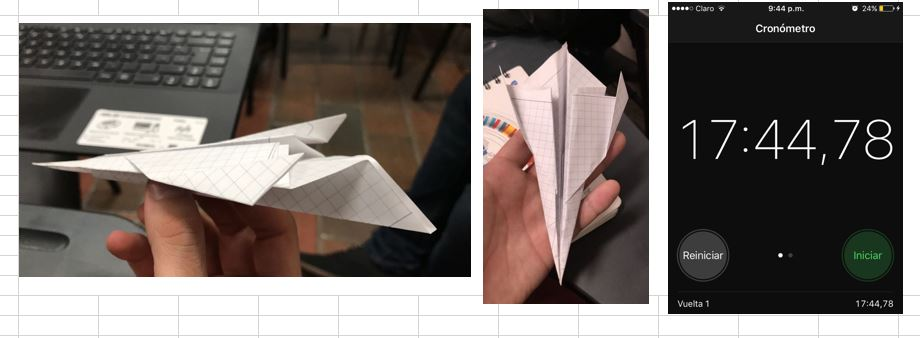 Claro 9:44 p.m. 24%
Cronómetro
17:44,78
Reiniciar Iniciar
Vuelta 1 17:44,78